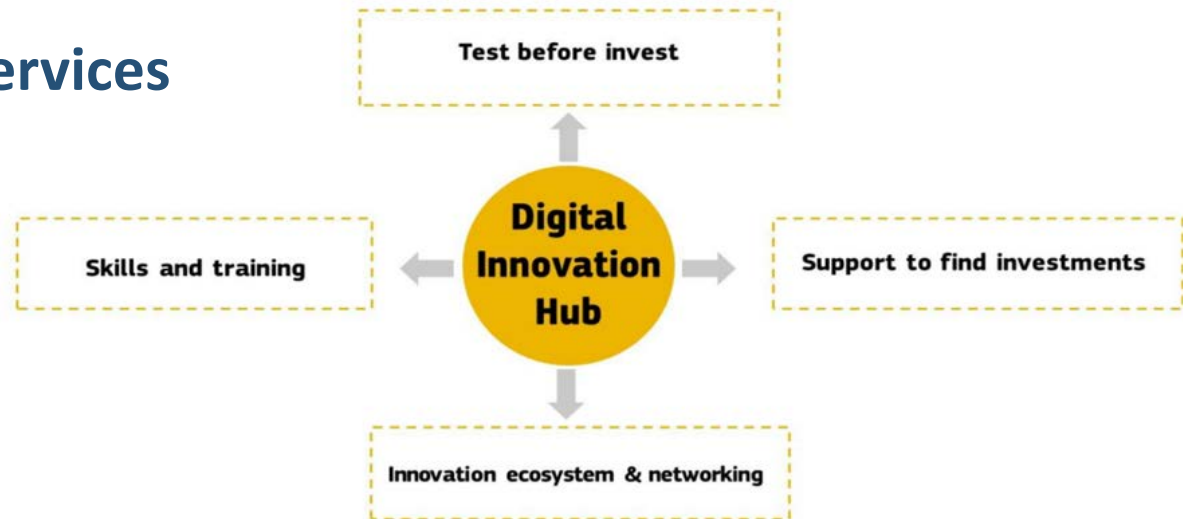 ervices
Test before invest
Digital
Innovation
Hub
Skills and training
Support to find investments
Innovation ecosystem & networking